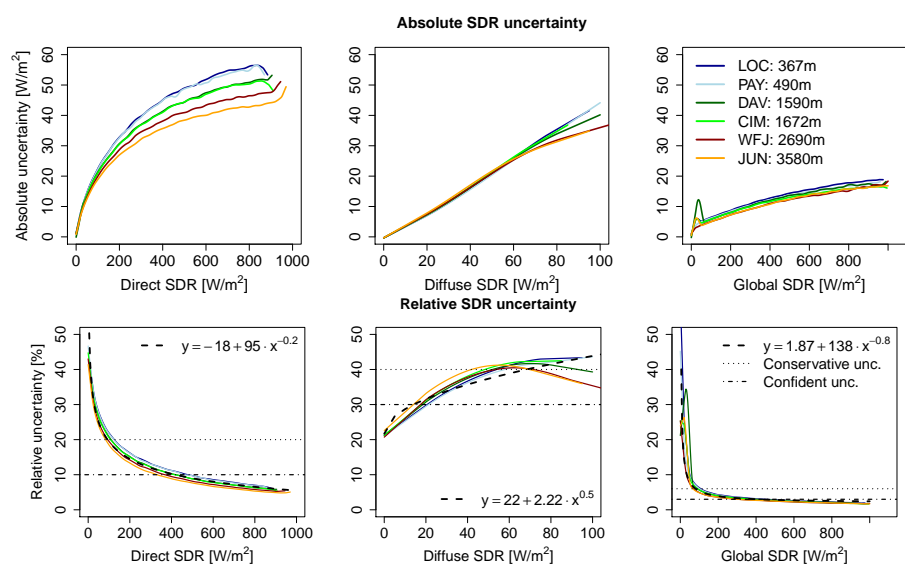 Absolute SDR uncertainty
Absolute uncertainty [W/m²]
0 10 20 30 40 50 60
0 200 400 600 800 1000
Direct SDR [W/m²]
0 10 20 30 40 50 60
0 20 40 60 80 100
Diffuse SDR [W/m²]
0 10 20 30 40 50 60
LOC: 367m
PAY: 490m
DAV: 1590m
CIM: 1672m
WFJ: 2690m
JUN: 3580m
0 200 400 800
Global SDR [W/m²]
Relative SDR uncertainty
Relative uncertainty [%]
0 10 20 30 40 50
y = −18 + 95 · x^−0.2
0 200 400 600 800 1000
Direct SDR [W/m²]
0 10 20 30 40 50
y = 22 + 2.22 · x^0.5
0 20 40 60 80 100
Diffuse SDR [W/m²]
0 10 20 30 40 50
y = 1.87 + 138 · x^−0.8
Conservative unc.
Confident unc.
0 200 400 800
Global SDR [W/m²]